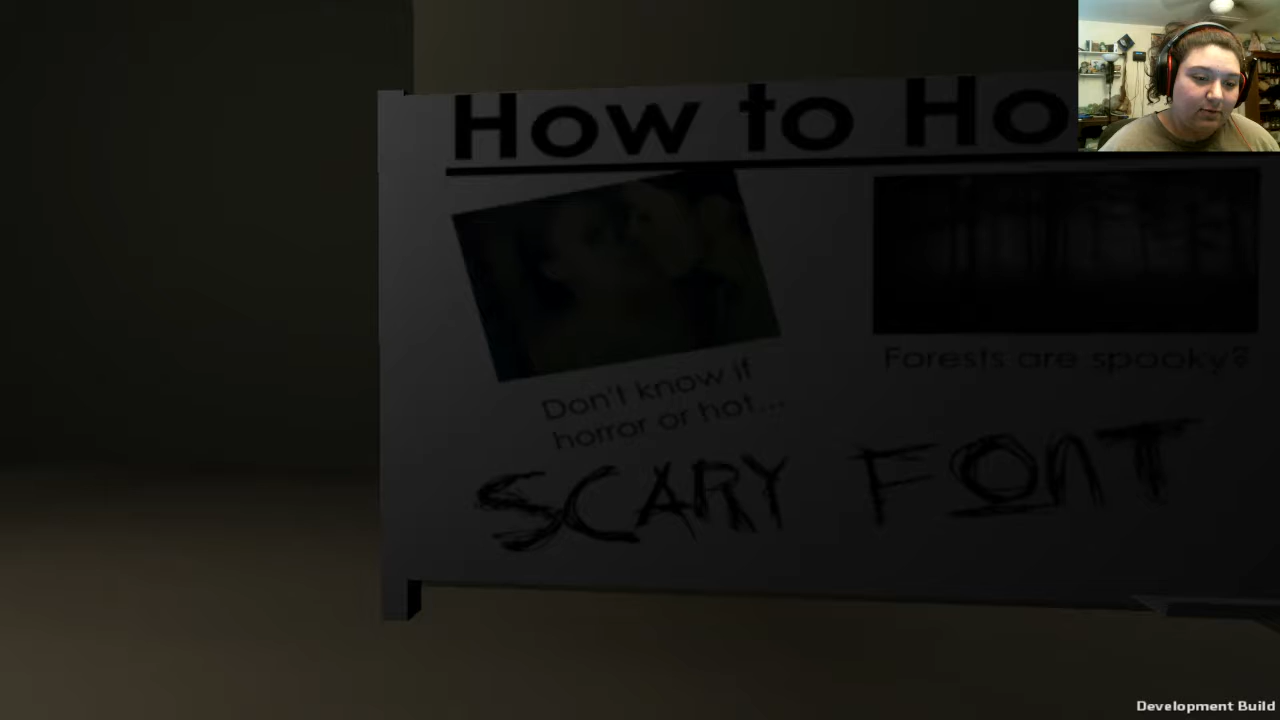 How to Ho
Don't know if
horror or hot...
Forests are spooky?
SCARY FONT
Development Build